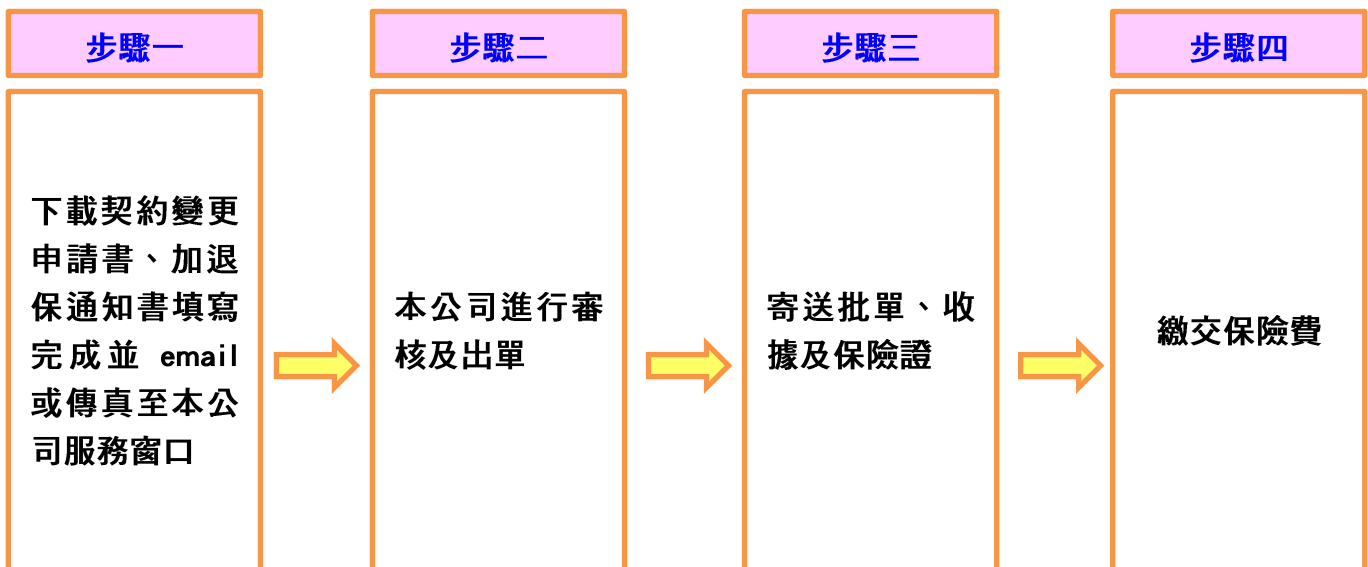 步驟一
下載契約變更
申請書、加退
保通知書填寫
完成並 email
或傳真至本公
司服務窗口
步驟二
本公司進行審
核及出單
步驟三
寄送批單、收
據及保險證
步驟四
繳交保險費